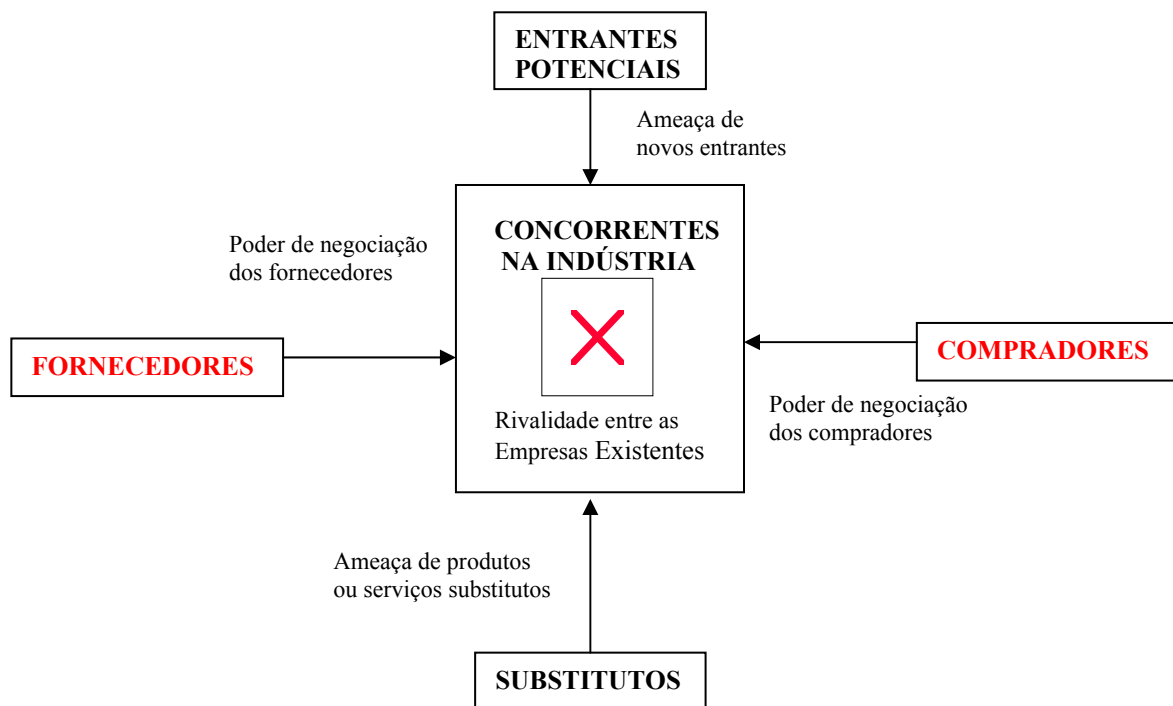 ENTRANTES
POTENCIAIS
Ameaça de
novos entrantes
CONCORRENTES
NA INDÚSTRIA
Poder de negociação
dos fornecedores
FORNECEDORES
COMPRADORES
Rivalidade entre as
Empresas Existentes
Poder de negociação
dos compradores
Ameaça de produtos
ou serviços substitutos
SUBSTITUTOS